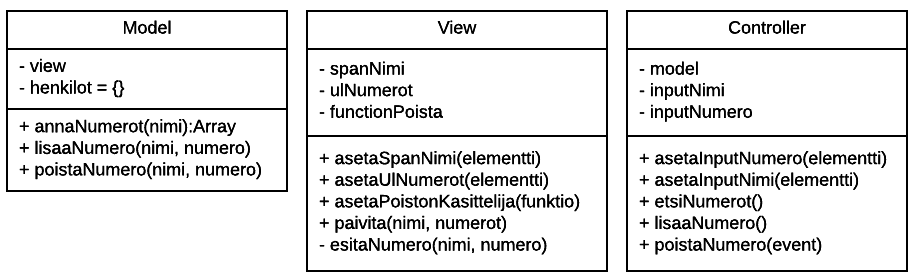 Model
- view
- henkilot = {}
+ annaNumerot(nimi):Array
+ lisaaNumero(nimi, numero)
+ poistaNumero(nimi, numero)
View
- spanNimi
- ulNumerot
- functionPoista
+ asetaSpanNimi(elementti)
+ asetaUlNumerot(elementti)
+ asetaPoistonKasittelija(funktio)
+ paivita(nimi, numerot)
- esitaNumero(nimi, numero)
Controller
- model
- inputNimi
- inputNumero
+ asetaInputNumero(elementti)
+ asetaInputNimi(elementti)
+ etsiNumerot()
+ lisaaNumero()
+ poistaNumero(event)